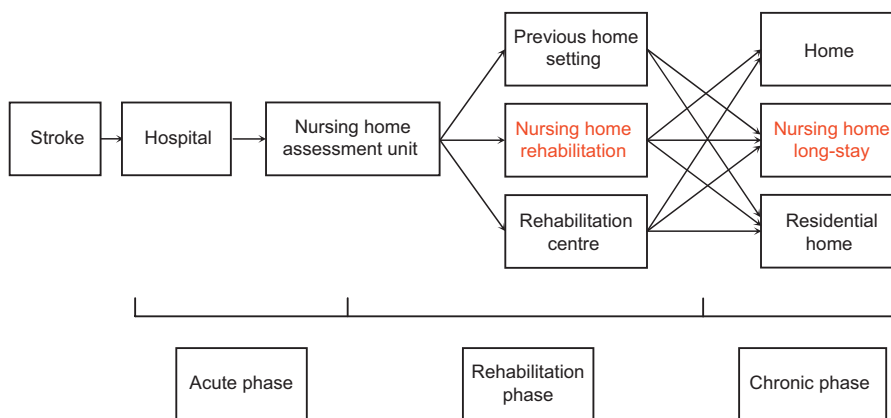 Stroke
Hospital
Nursing home
assessment unit
Previous home
setting
Nursing home
rehabilitation
Rehabilitation
centre
Home
Nursing home
long-stay
Residential
home
Acute phase
Rehabilitation
phase
Chronic phase